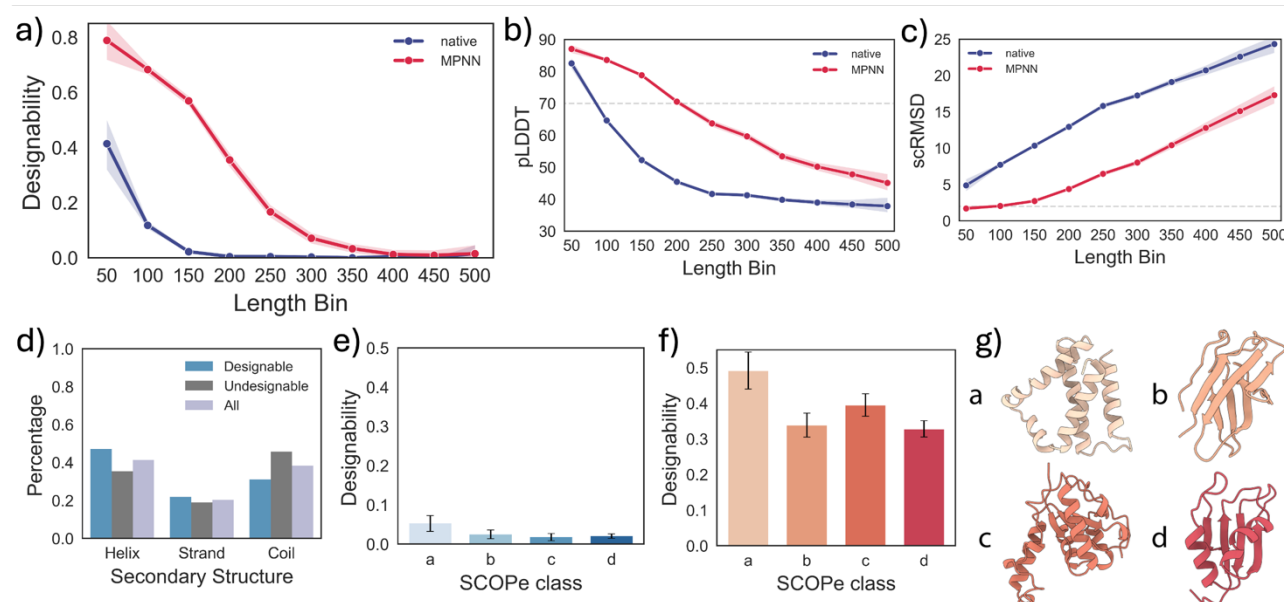 a)
0.8
0.6
0.4
0.2
0.0
Designability
native
MPNN
50 100 150 200 250 300 350 400 450 500
Length Bin
b)
90
80
70
60
50
40
30
pLDDT
native
MPNN
50 100 150 200 250 300 350 400 450 500
Length Bin
c)
25
20
15
10
5
0
scRMSD
native
MPNN
50 100 150 200 250 300 350 400 450 500
Length Bin
d)
1.0
0.8
0.6
0.4
0.2
0.0
Percentage
Designable
Undesignable
All
Helix Strand Coil
Secondary Structure
e)
0.5
0.4
0.3
0.2
0.1
0.0
Designability
a b c d
SCOPe class
f)
0.5
0.4
0.3
0.2
0.1
0.0
Designability
a b c d
SCOPe class
g)
a
b
c
d